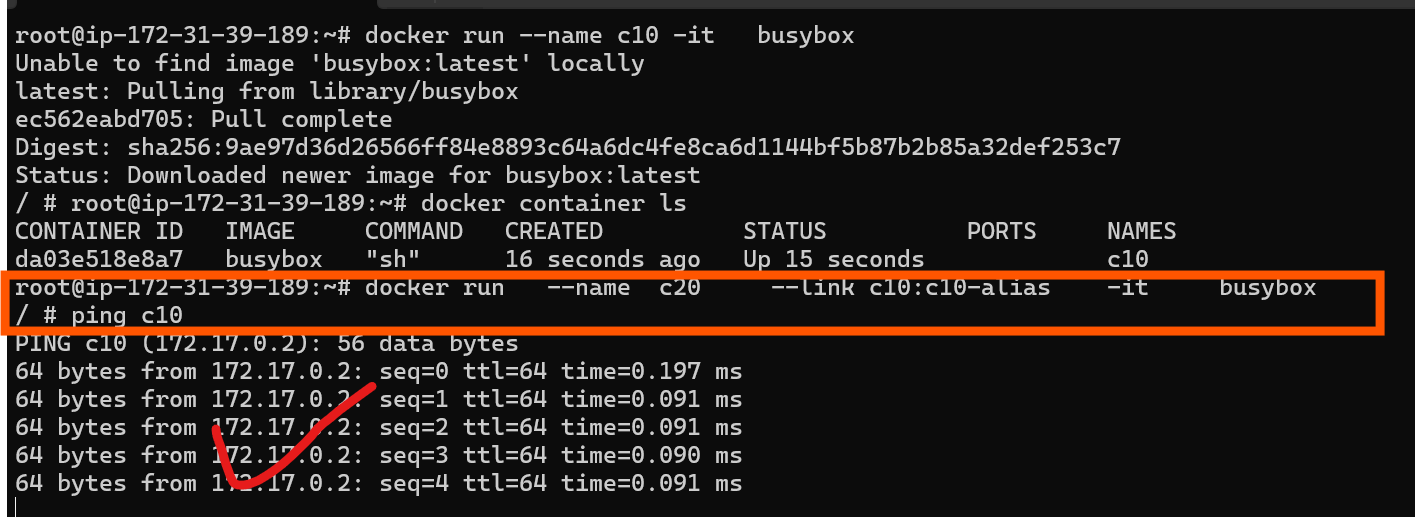 root@ip-172-31-39-189:~# docker run --name c10 -it   busybox
Unable to find image 'busybox:latest' locally
latest: Pulling from library/busybox
ec562eabd705: Pull complete
Digest: sha256:9ae97d36d26566ff84e8893c64a6dc4fe8ca6d1144bf5b87b2b85a32def253c7
Status: Downloaded newer image for busybox:latest
/ # root@ip-172-31-39-189:~# docker container ls
CONTAINER ID   IMAGE     COMMAND   CREATED          STATUS          PORTS     NAMES
da03e518e8a7   busybox   "sh"      16 seconds ago   Up 15 seconds             c10
root@ip-172-31-39-189:~# docker run   --name  c20     --link c10:c10-alias    -it     busybox
/ # ping c10
PING c10 (172.17.0.2): 56 data bytes
64 bytes from 172.17.0.2: seq=0 ttl=64 time=0.197 ms
64 bytes from 172.17.0.2: seq=1 ttl=64 time=0.091 ms
64 bytes from 172.17.0.2: seq=2 ttl=64 time=0.091 ms
64 bytes from 172.17.0.2: seq=3 ttl=64 time=0.090 ms
64 bytes from 172.17.0.2: seq=4 ttl=64 time=0.091 ms